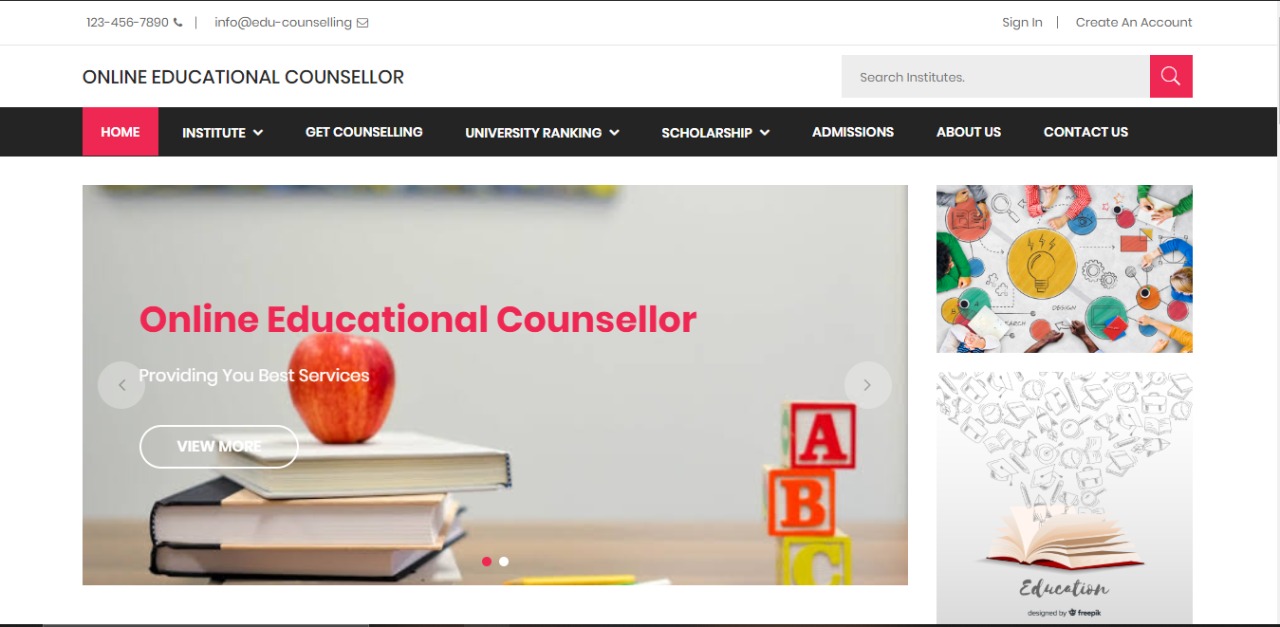 123-456-7890 | info@edu-counselling
Sign In | Create An Account
ONLINE EDUCATIONAL COUNSELLOR
Search Institutes.
HOME INSTITUTE GET COUNSELLING UNIVERSITY RANKING SCHOLARSHIP ADMISSIONS ABOUT US CONTACT US
Online Educational Counsellor
Providing You Best Services
VIEW MORE
A
B
C
DESIGN
Education
designed by freepik